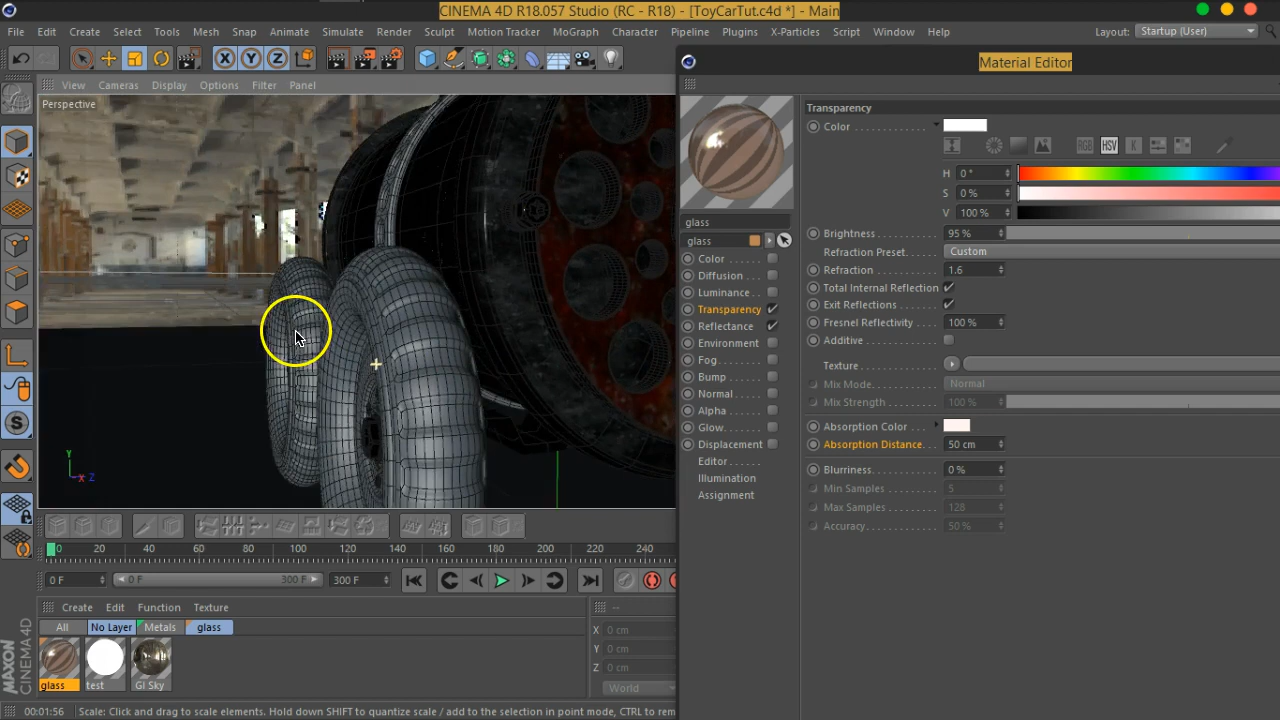 CINEMA 4D R18.057 Studio (RC - R18) - [ToyCarTut.c4d *] - Main
File Edit Create Select Tools Mesh Snap Animate Simulate Render Sculpt Motion Tracker MoGraph Character Pipeline Plugins X-Particles Script Window Help Layout: Startup (User)
X Y Z
Material Editor
View Cameras Display Options Filter Panel
Perspective
Transparency
Color
RGB HSV K
H 0 °
S 0 %
V 100 %
glass
glass
Brightness 95 %
Color
Refraction Preset: Custom
Diffusion
Refraction 1.6
Luminance
Total Internal Reflection
Transparency
Exit Reflections
Reflectance
Fresnel Reflectivity 100 %
Environment
Additive
Fog
Texture
Bump
Mix Mode. Normal
Normal
Mix Strength 100 %
Alpha
Absorption Color
Glow
Absorption Distance 50 cm
Displacement
Editor
Blurriness. 0 %
Illumination
Min Samples 5
Assignment
Max Samples 128
Accuracy 50 %
Y
X Z
0 20 40 60 80 100 120 140 160 180 200 220 240
0 F 0 F 300 F 300 F
Create Edit Function Texture --
All No Layer Metals glass
X 0 cm
Y 0 cm
Z 0 cm
glass test GI Sky
World
MAXON
CINEMA 4D
00:01:56 Scale: Click and drag to scale elements. Hold down SHIFT to quantize scale / add to the selection in point mode, CTRL to rem